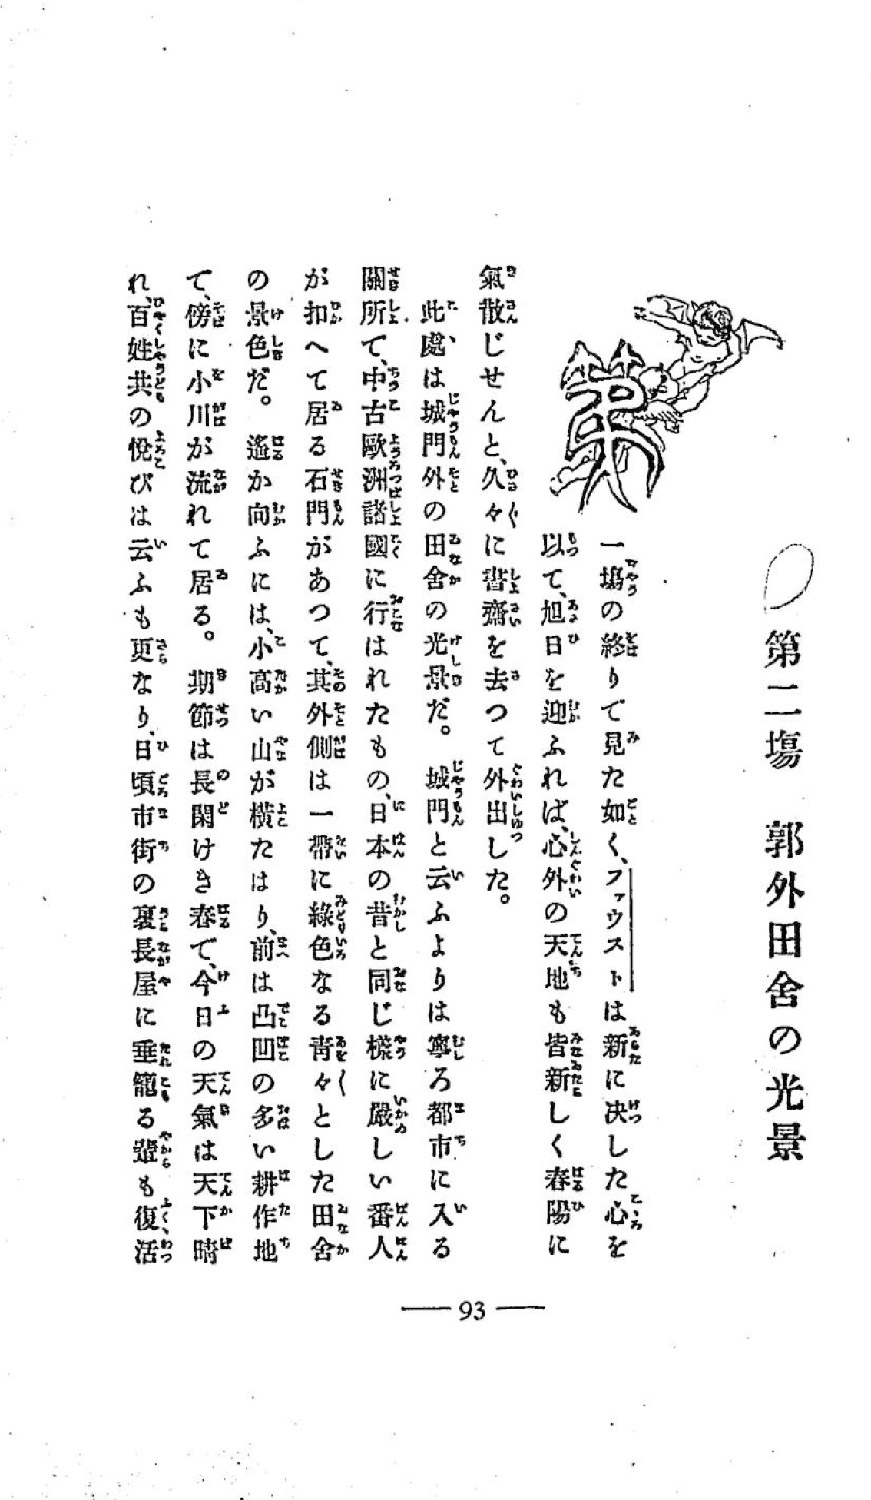 第二塲　郭外田舍の光景
第
一塲の終りで見た如く、ファウストは新に决した心を
以て、旭日を迎ふれば、心外の天地も皆新しく春陽に
氣散じせんと、久々に書齋を去つて外出した。
此處は城門外の田舍の光景だ。城門と云ふよりは寧ろ都市に入る
關所で、中古歐洲諸國に行はれたもの、日本の昔と同じ樣に嚴しい番人
が扣へて居る石門があつて、其外側は一帶に綠色なる靑々とした田舍
の景色だ。遙か向ふには、小高い山が橫たはり、前は凸凹の多い耕作地
で、傍に小川が流れて居る。期節は長閑けき春で、今日の天氣は天下晴
れ、百姓共の悅びは云ふも更なり、日頃市街の裏長屋に垂籠る輩も復活
93